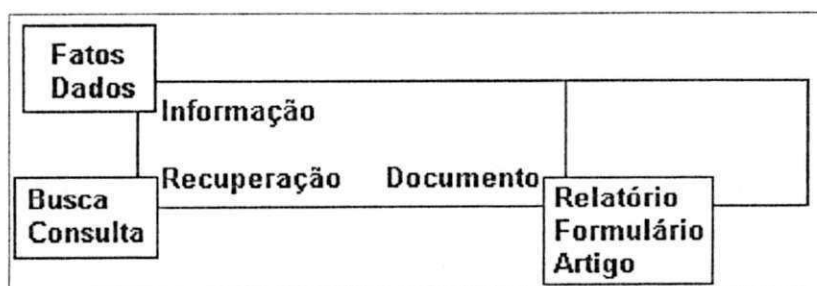 Fatos
Dados
Informação
Recuperação Documento
Busca
Consulta
Relatório
Formulário
Artigo